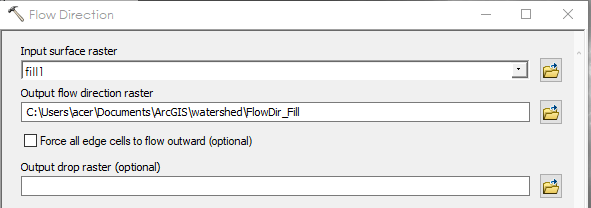 Flow Direction
Input surface raster
fill1
Output flow direction raster
C:\Users\acer\Documents\ArcGIS\watershed\FlowDir_Fill
Force all edge cells to flow outward (optional)
Output drop raster (optional)